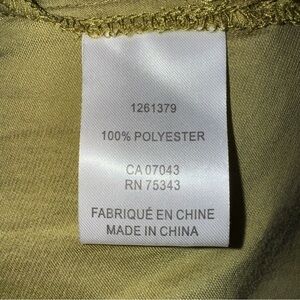 1261379
100% POLYESTER
CA 07043
RN 75343
FABRIQUÉ EN CHINE
MADE IN CHINA